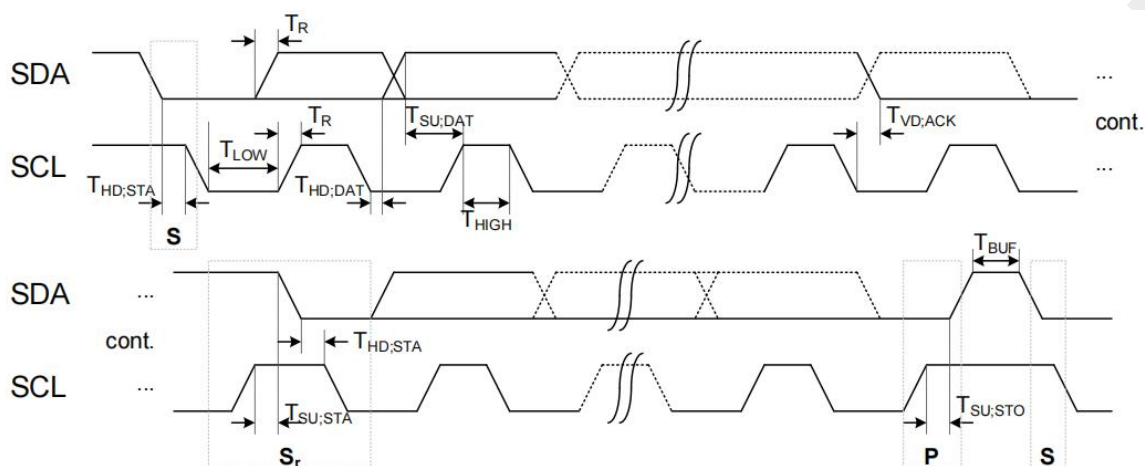 T_R
SDA
...
T_R
T_SU;DAT
T_VD;ACK
cont.
T_LOW
SCL
...
T_HD;STA
T_HD;DAT
T_HIGH
S
T_BUF
SDA
...
cont.
T_HD;STA
SCL
...
T_SU;STA
T_SU;STO
S_r
P
S